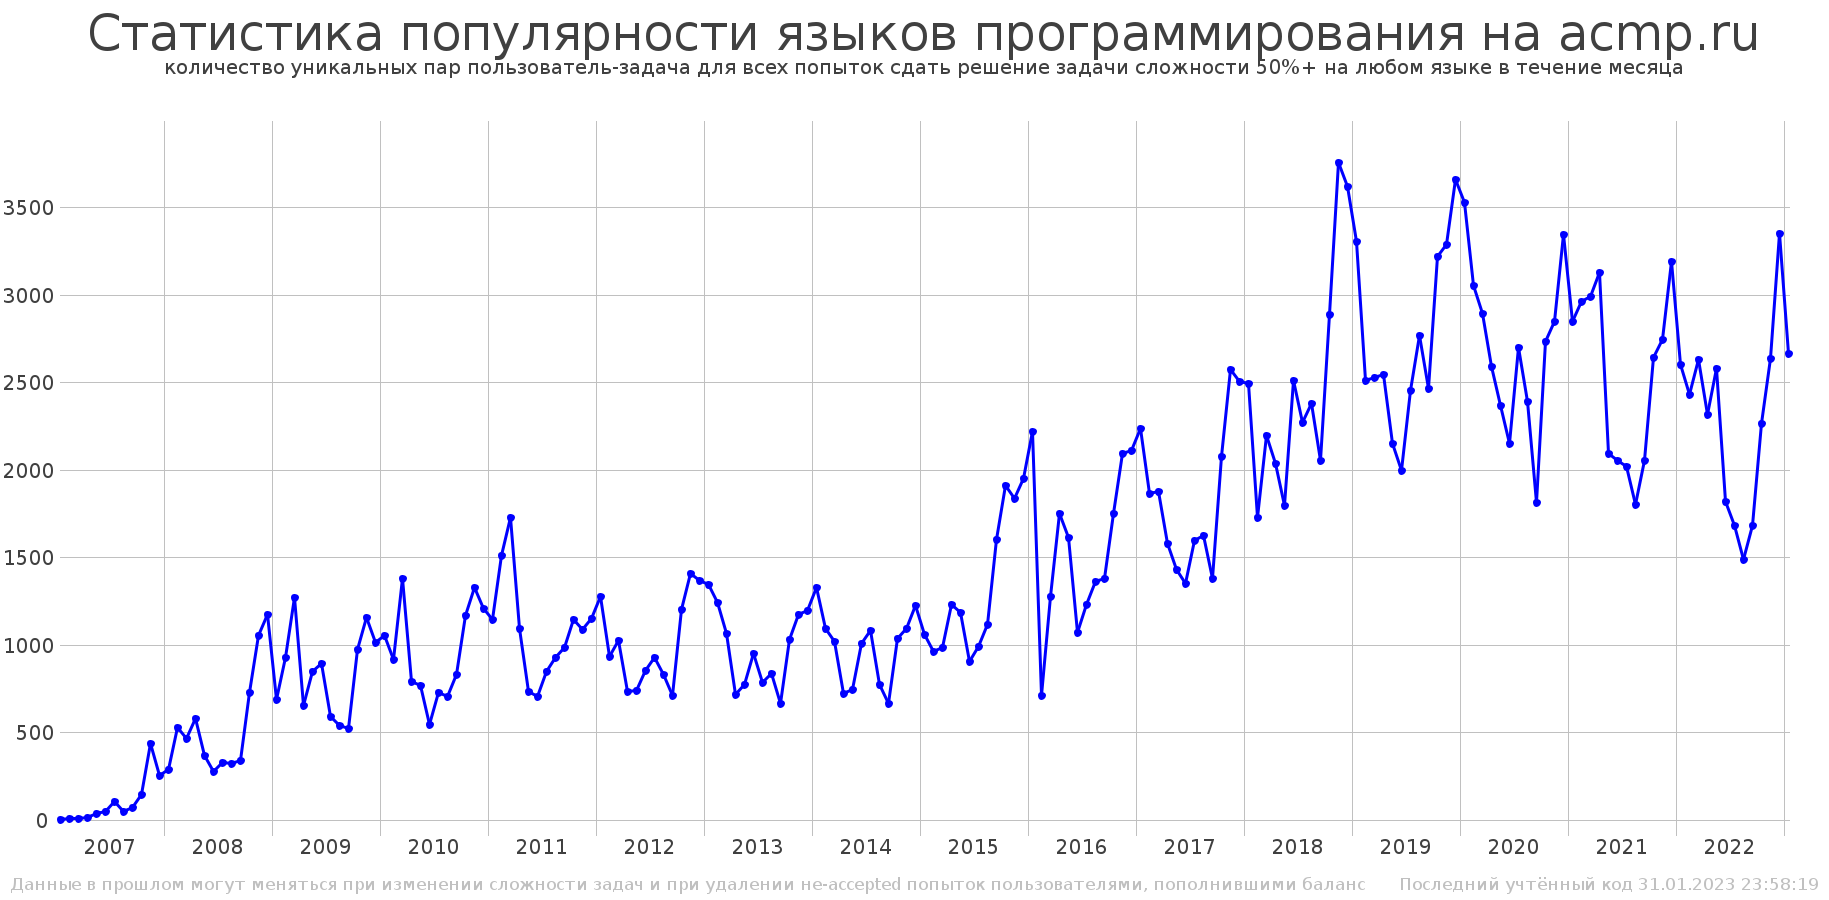 Статистика популярности языков программирования на acmp.ru
количество уникальных пар пользователь-задача для всех попыток сдать решение задачи сложности 50%+ на любом языке в течение месяца
3500
3000
2500
2000
1500
1000
500
0
2007 2008 2009 2010 2011 2012 2013 2014 2015 2016 2017 2018 2019 2020 2021 2022
Данные в прошлом могут меняться при изменении сложности задач и при удалении не-accepted попыток пользователями, пополнившими баланс Последний учтённый код 31.01.2023 23:58:19